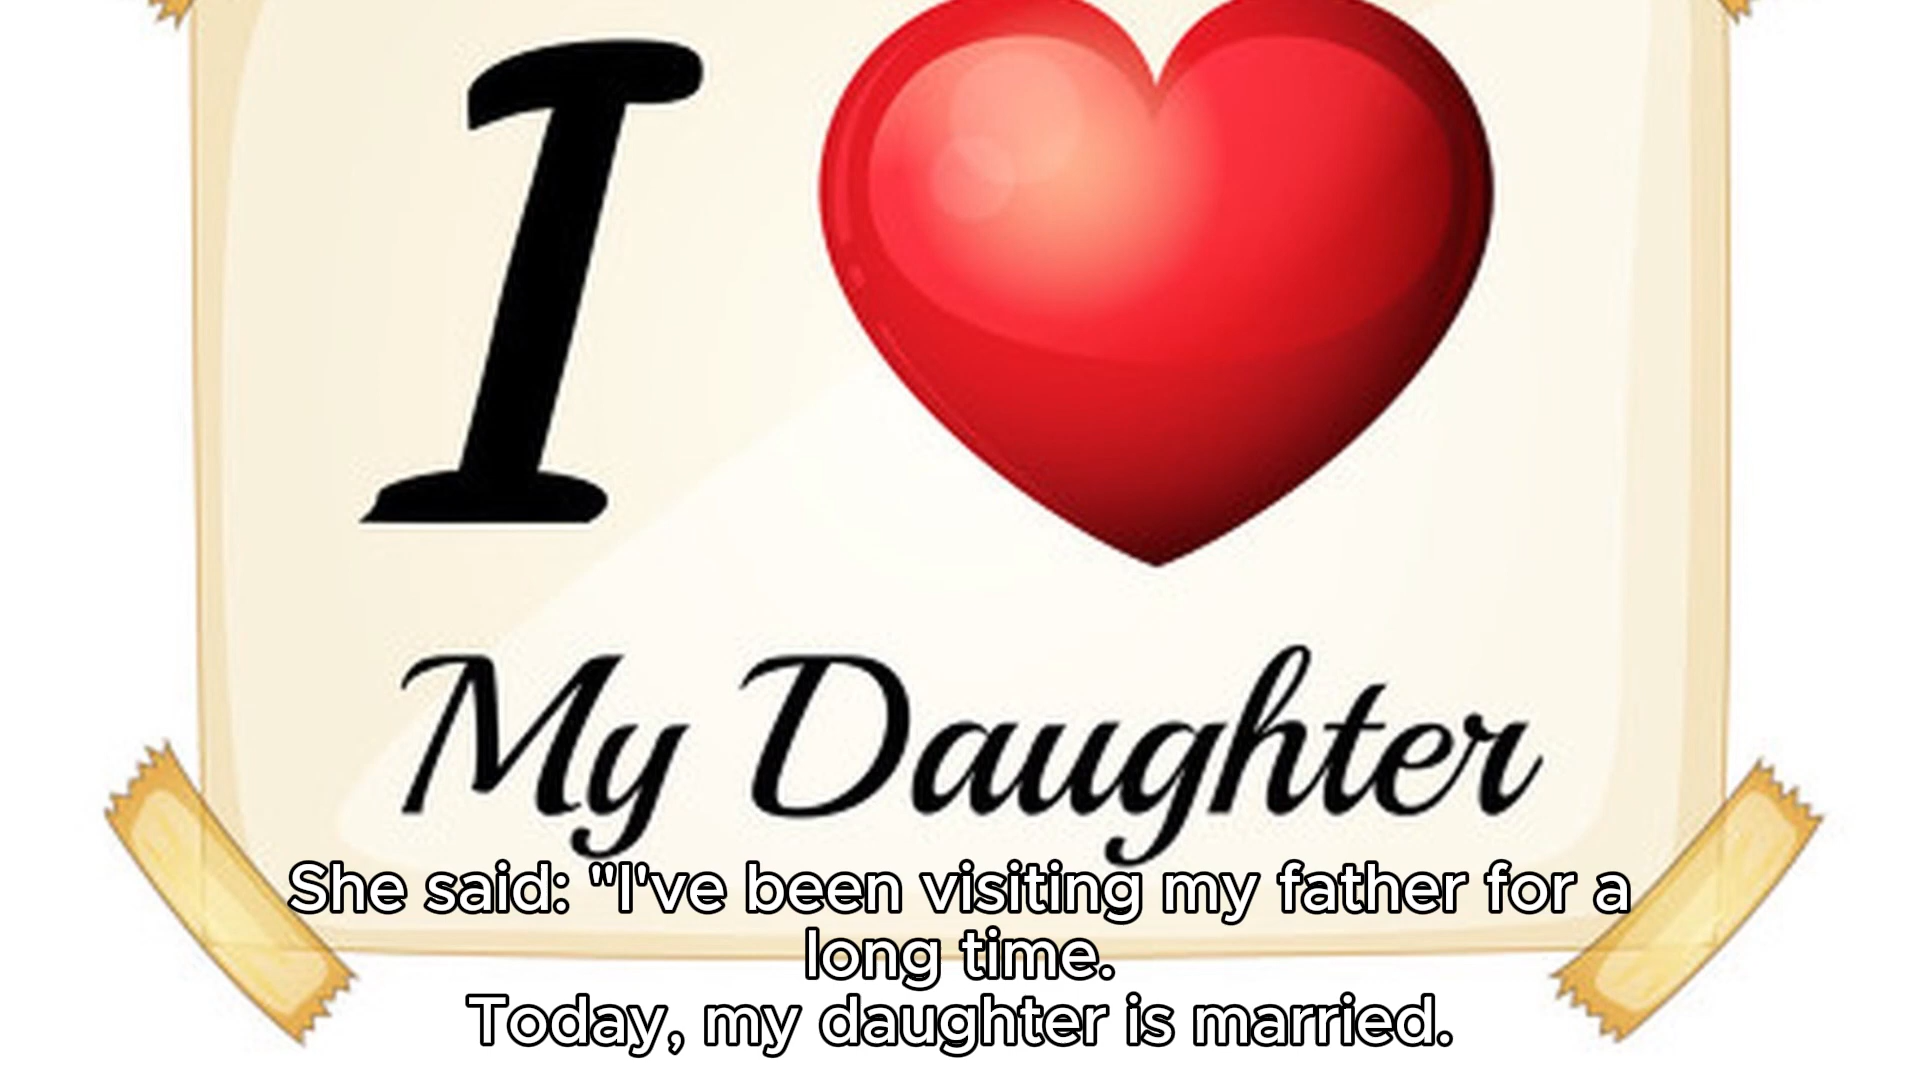 I
My Daughter
She said: "I've been visiting my father for a
long time.
Today, my daughter is married.